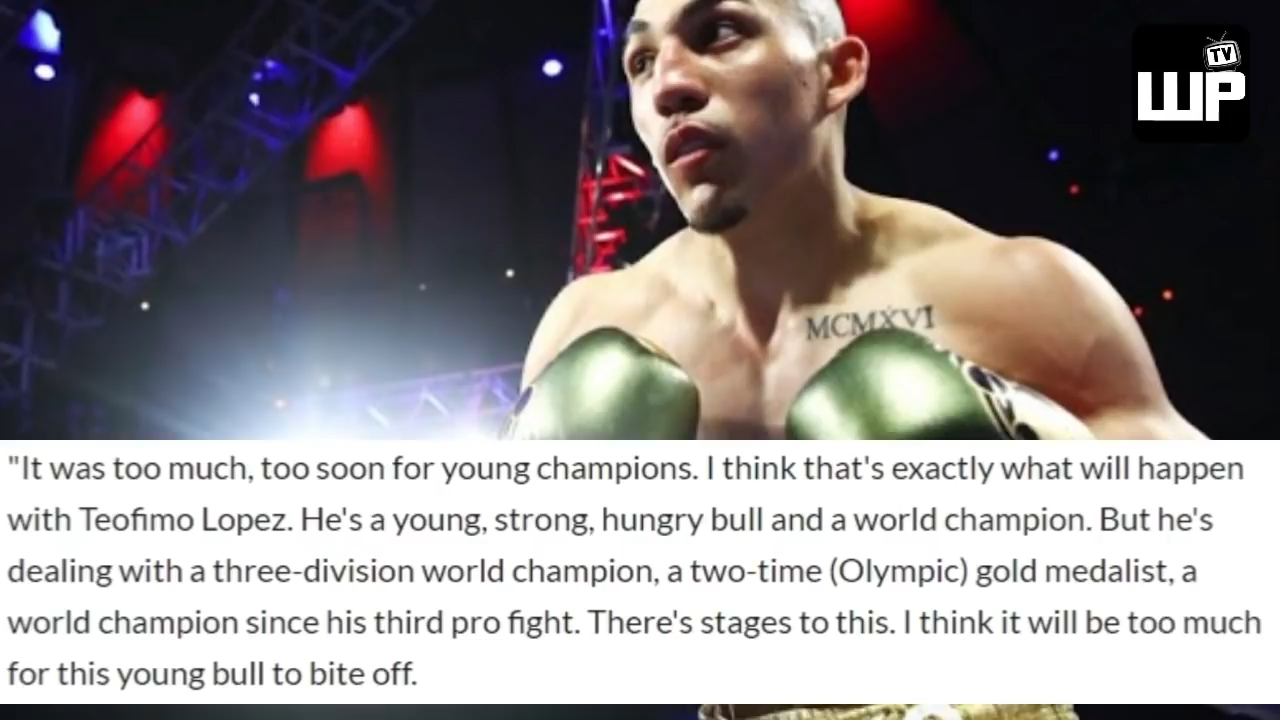 TV
WP
MCMXVI
"It was too much, too soon for young champions. I think that's exactly what will happen
with Teofimo Lopez. He's a young, strong, hungry bull and a world champion. But he's
dealing with a three-division world champion, a two-time (Olympic) gold medalist, a
world champion since his third pro fight. There's stages to this. I think it will be too much
for this young bull to bite off.